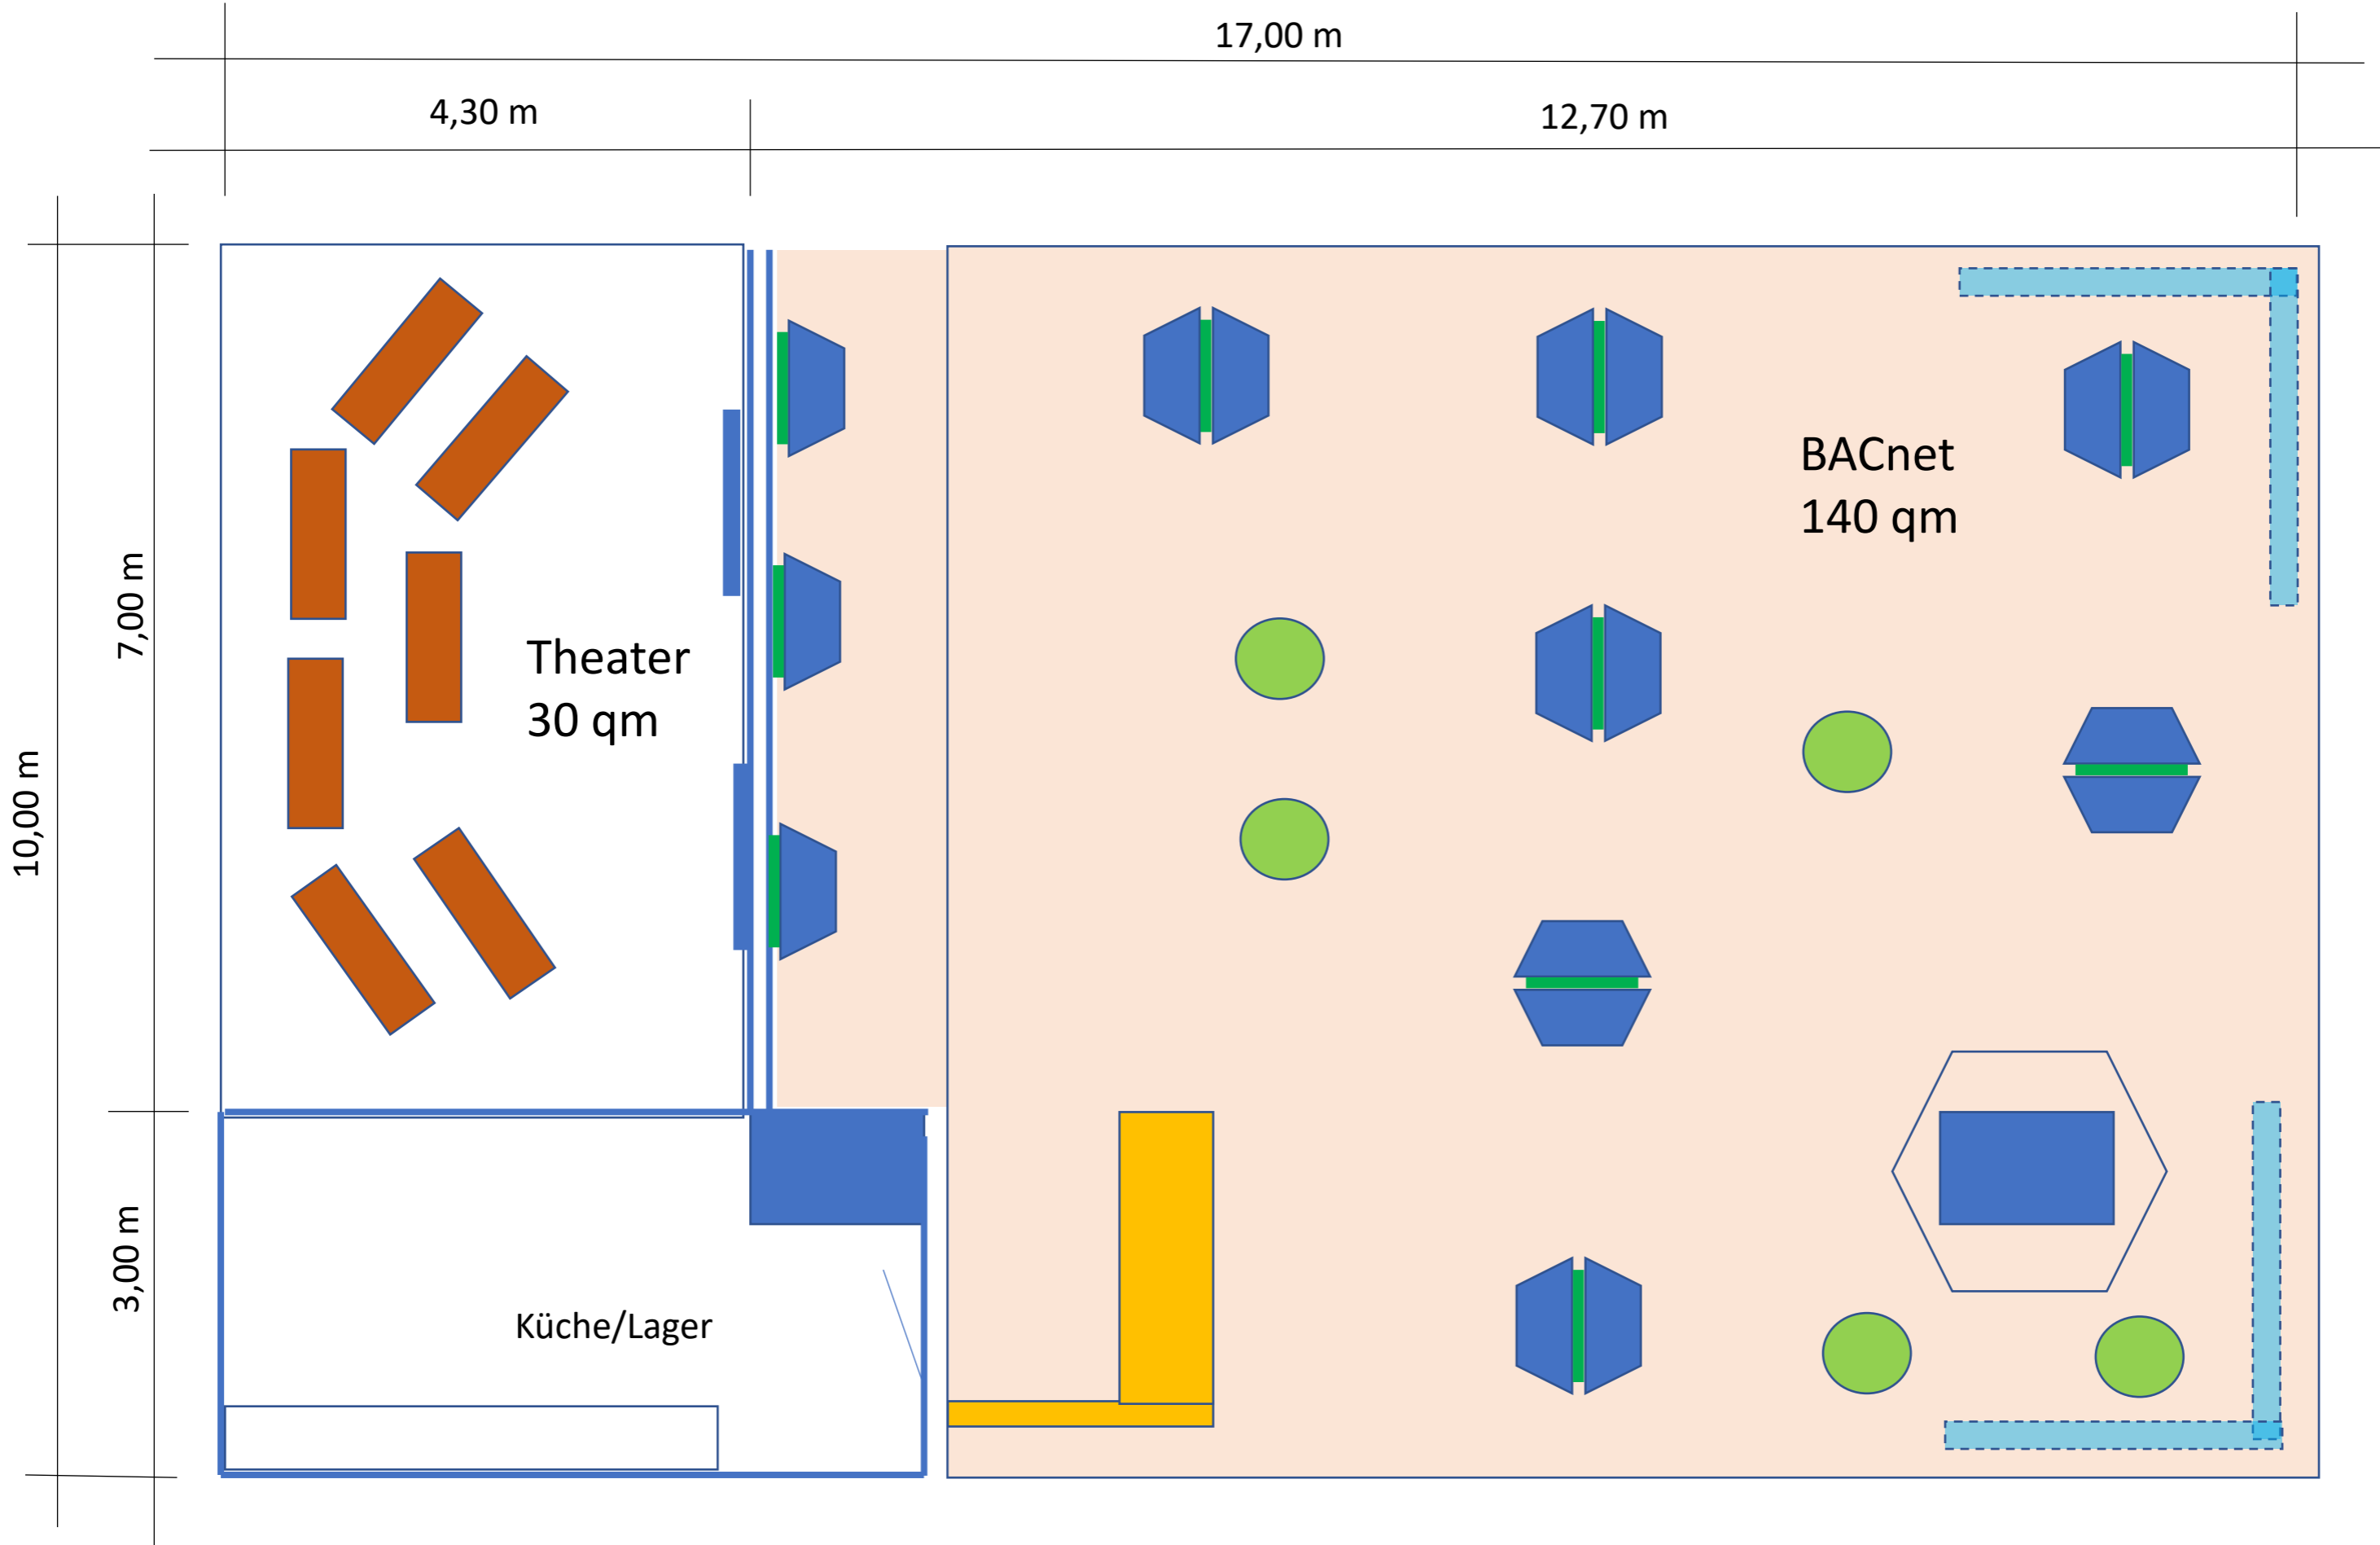 17,00 m
4,30 m
12,70 m
BACnet
140 qm
7,00 m
Theater
30 qm
10,00 m
3,00 m
Küche/Lager